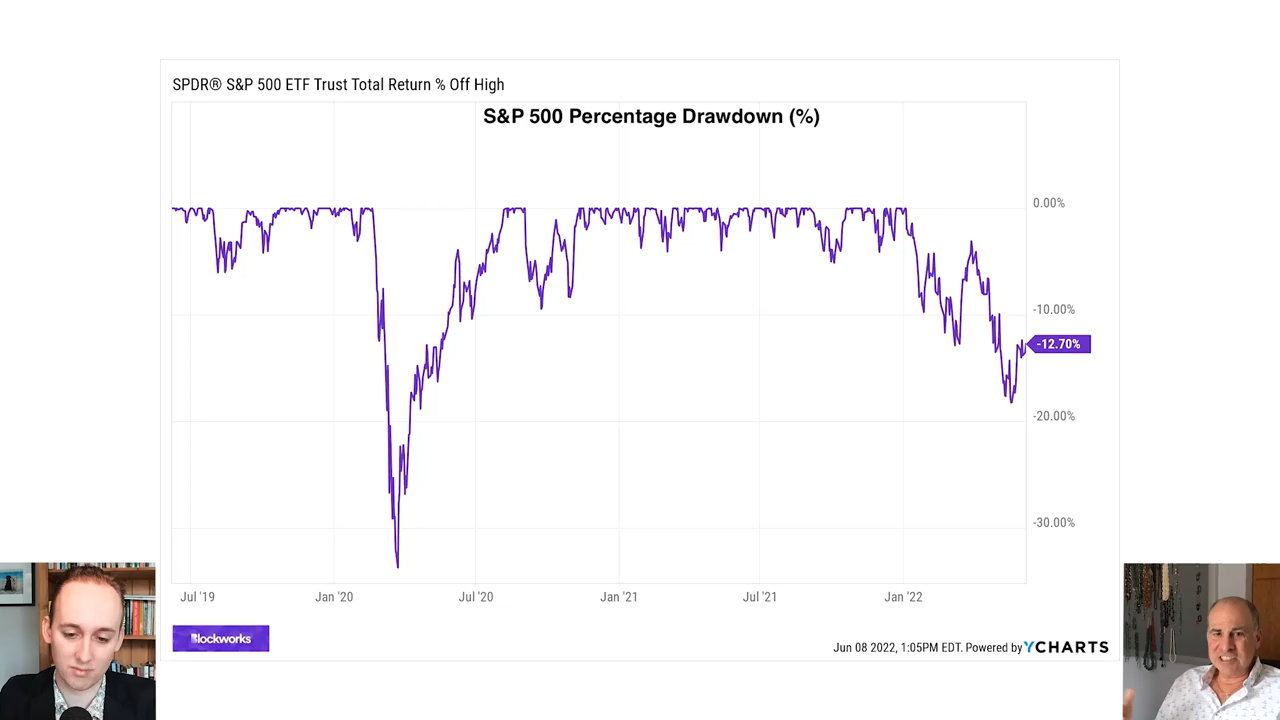 SPDR® S&P 500 ETF Trust Total Return % Off High
S&P 500 Percentage Drawdown (%)
0.00%
-10.00%
-12.70%
-20.00%
-30.00%
Jul '19 Jan '20 Jul '20 Jan '21 Jul '21 Jan '22
Blockworks
Jun 08 2022, 1:05PM EDT. Powered by YCHARTS